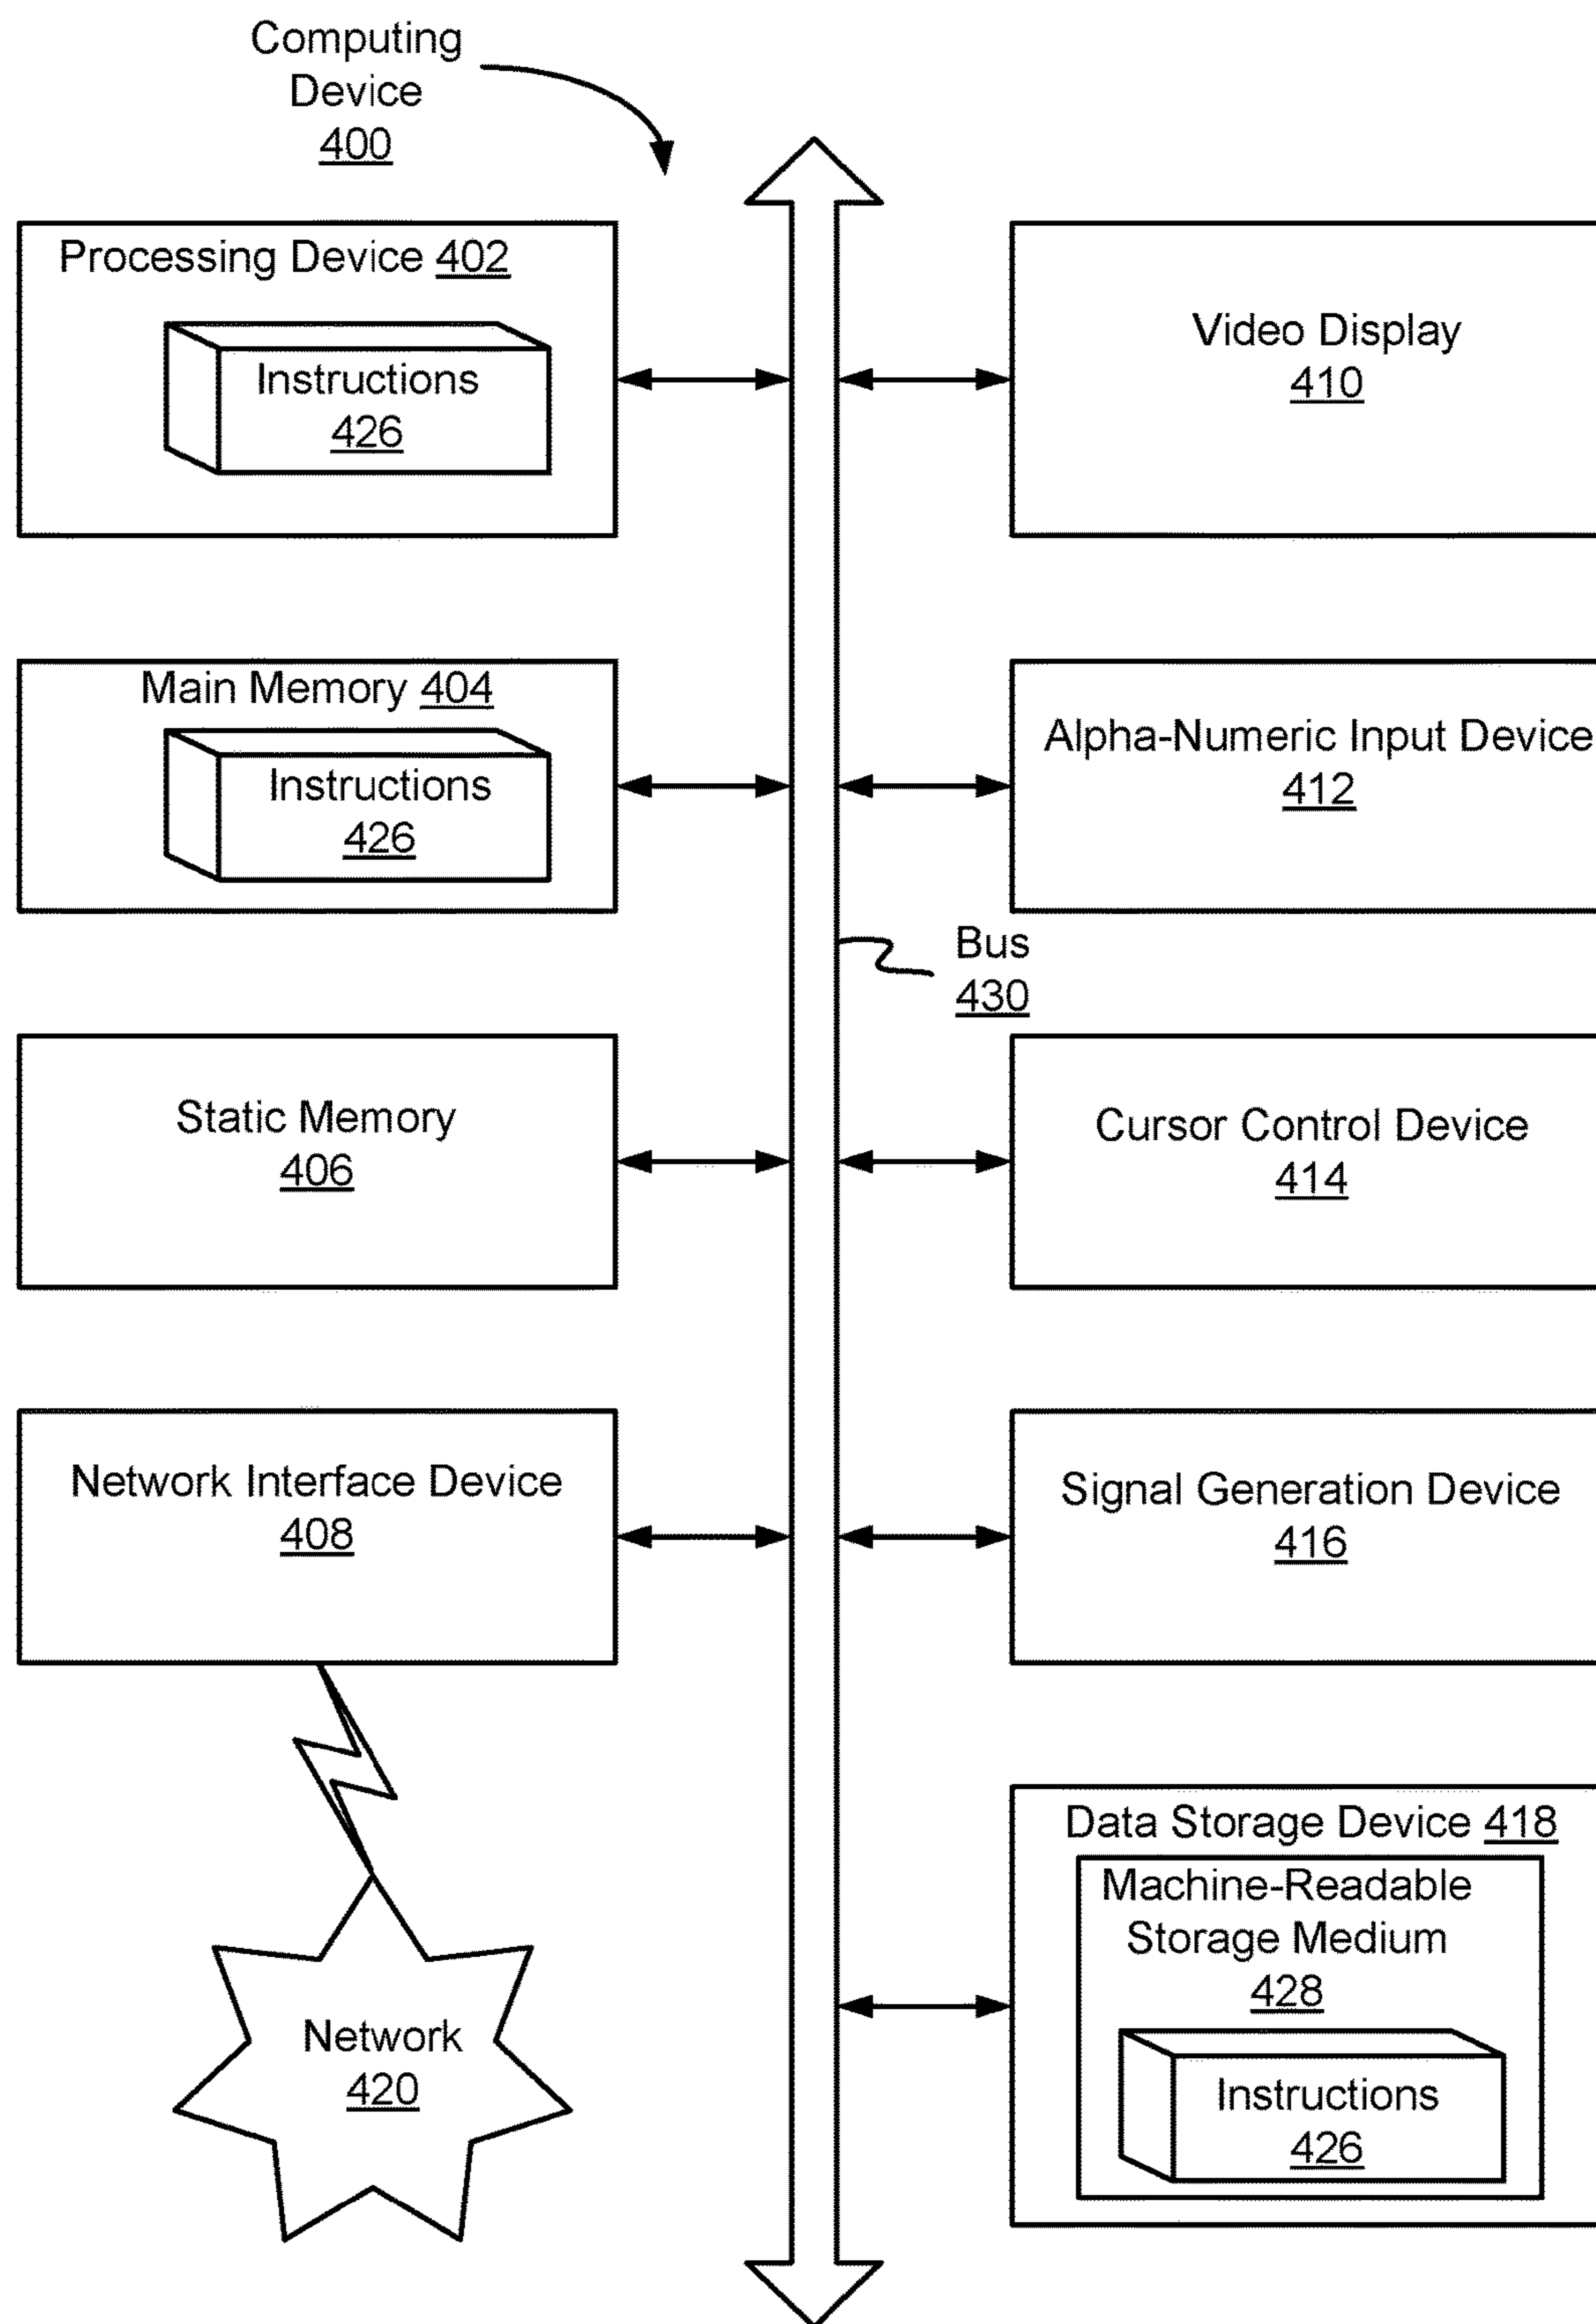 Computing
Device
400
Processing Device 402
Instructions
426
Video Display
410
Main Memory 404
Instructions
426
Alpha-Numeric Input Device
412
Bus
430
Static Memory
406
Cursor Control Device
414
Network Interface Device
408
Signal Generation Device
416
Data Storage Device 418
Machine-Readable
Storage Medium
428
Instructions
426
Network
420